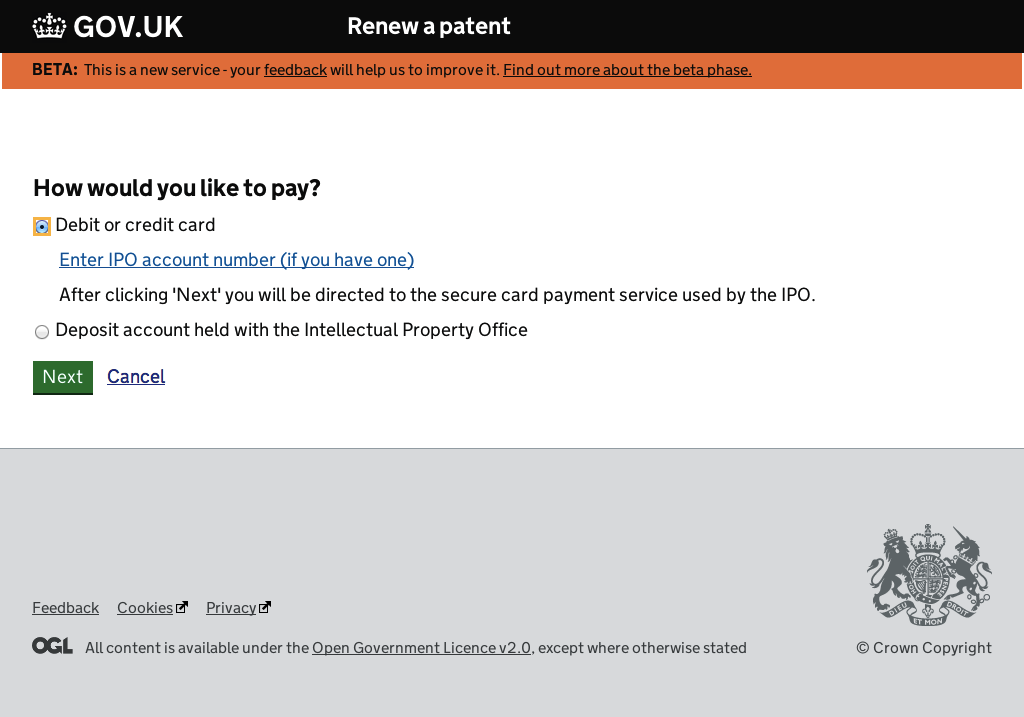 GOV.UK Renew a patent
BETA: This is a new service - your feedback will help us to improve it. Find out more about the beta phase.
How would you like to pay?
Debit or credit card
Enter IPO account number (if you have one)
After clicking 'Next' you will be directed to the secure card payment service used by the IPO.
Deposit account held with the Intellectual Property Office
Next Cancel
DIEU ET MON DROIT
Feedback Cookies Privacy
OGL All content is available under the Open Government Licence v2.0, except where otherwise stated
© Crown Copyright